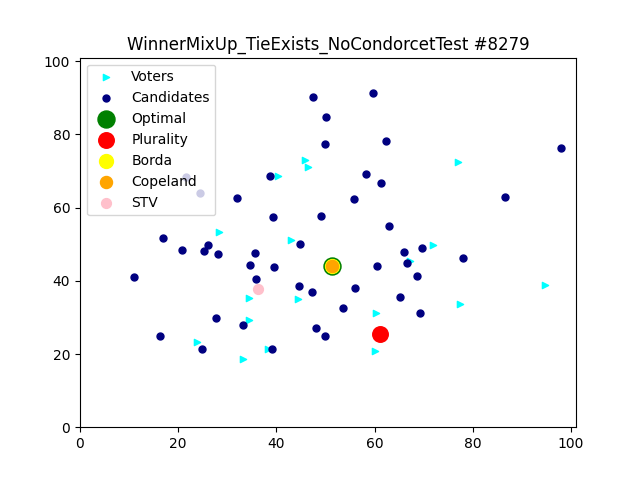 WinnerMixUp_TieExists_NoCondorcetTest #8279
Voters
Candidates
Optimal
Plurality
Borda
Copeland
STV
100
80
60
40
20
0
0 20 40 60 80 100